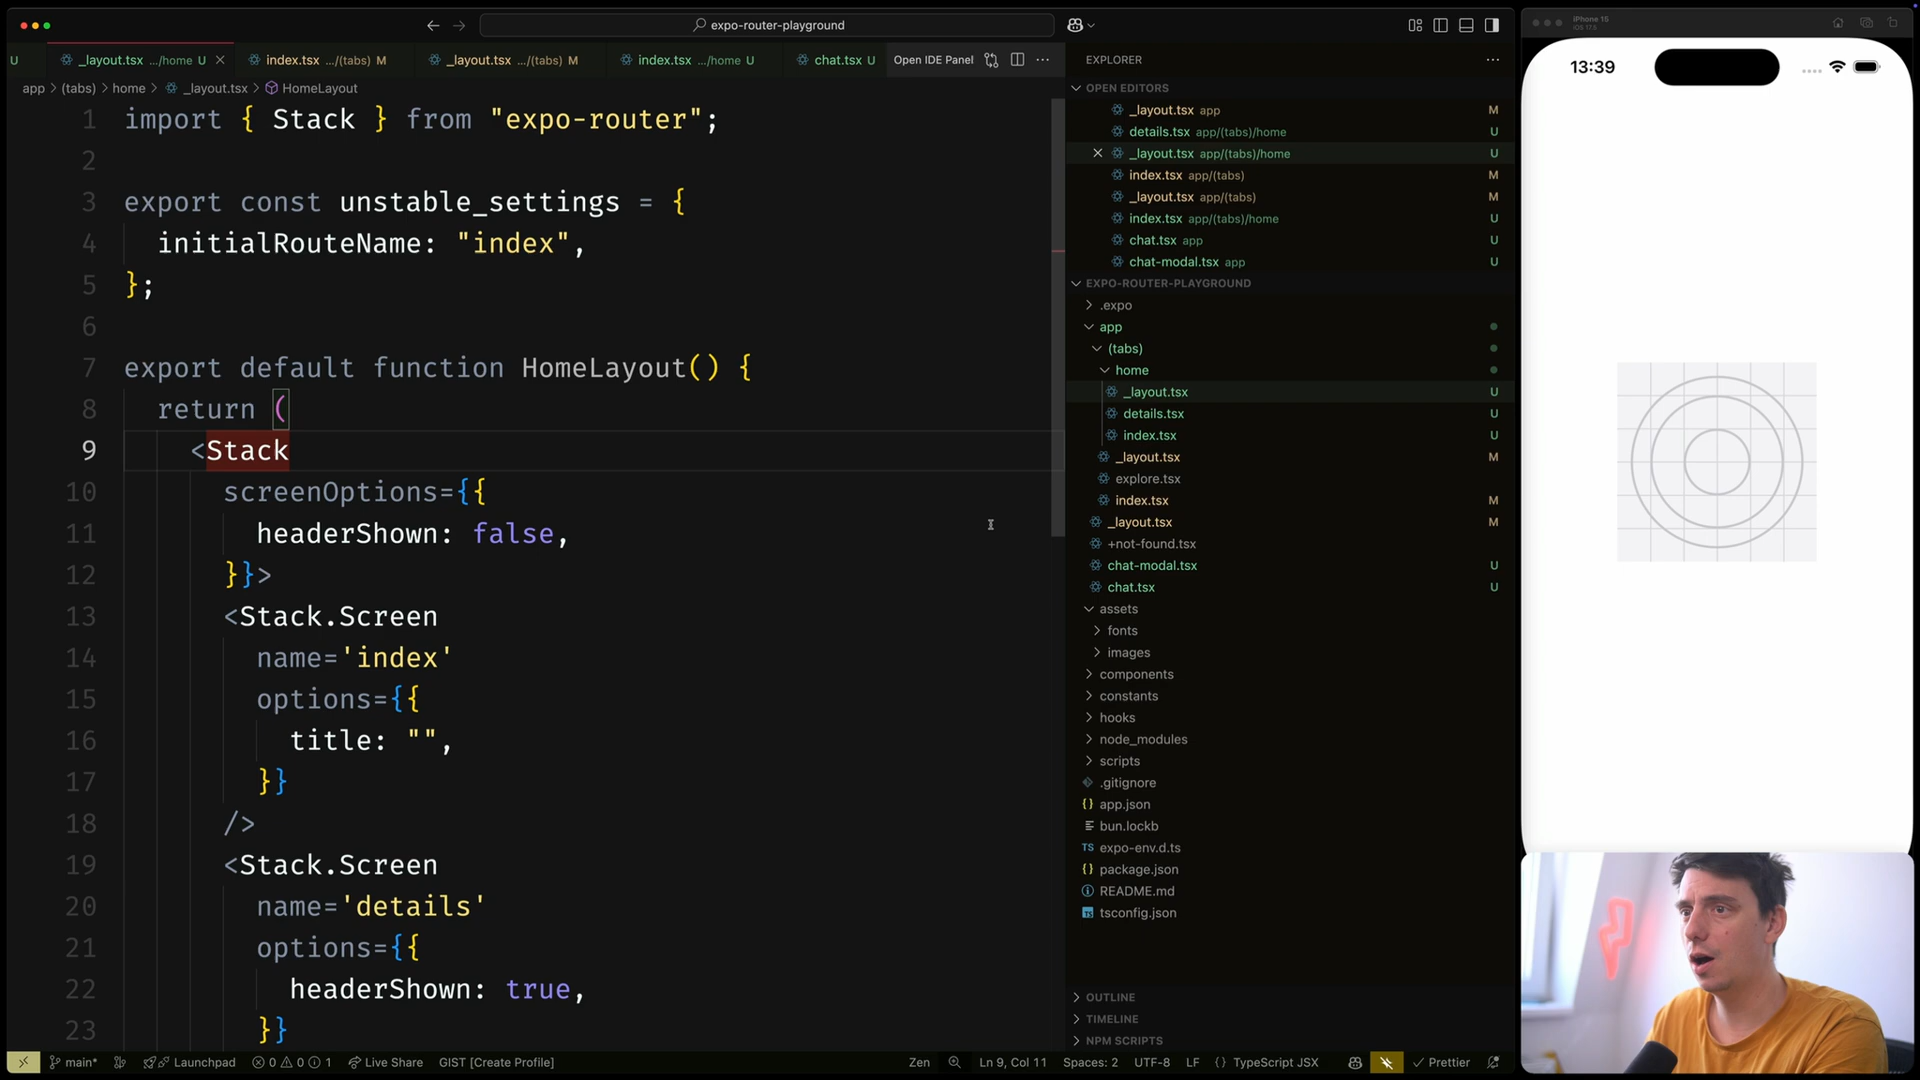 expo-router-playground
iPhone 15
iOS 17.5
U
_layout.tsx .../home U
index.tsx .../(tabs) M
_layout.tsx .../(tabs) M
index.tsx .../home U
chat.tsx U
Open IDE Panel
app > (tabs) > home > _layout.tsx > HomeLayout
1 import { Stack } from "expo-router";
2
3 export const unstable_settings = {
4 initialRouteName: "index",
5 };
6
7 export default function HomeLayout() {
8 return (
9 <Stack
10 screenOptions={{
11 headerShown: false,
12 }}>
13 <Stack.Screen
14 name='index'
15 options={{
16 title: "",
17 }}
18 />
19 <Stack.Screen
20 name='details'
21 options={{
22 headerShown: true,
23 }}
EXPLORER
OPEN EDITORS
_layout.tsx app M
details.tsx app/(tabs)/home U
_layout.tsx app/(tabs)/home U
index.tsx app/(tabs) M
_layout.tsx app/(tabs) M
index.tsx app/(tabs)/home U
chat.tsx app U
chat-modal.tsx app U
EXPO-ROUTER-PLAYGROUND
.expo
app
(tabs)
home
_layout.tsx U
details.tsx U
index.tsx U
_layout.tsx M
explore.tsx
index.tsx M
_layout.tsx M
+not-found.tsx
chat-modal.tsx U
chat.tsx U
assets
fonts
images
components
constants
hooks
node_modules
scripts
.gitignore
app.json
bun.lockb
TS expo-env.d.ts
package.json
README.md
tsconfig.json
OUTLINE
TIMELINE
NPM SCRIPTS
13:39
main* Launchpad 0 0 1 Live Share GIST [Create Profile] Zen Ln 9, Col 11 Spaces: 2 UTF-8 LF {} TypeScript JSX Prettier